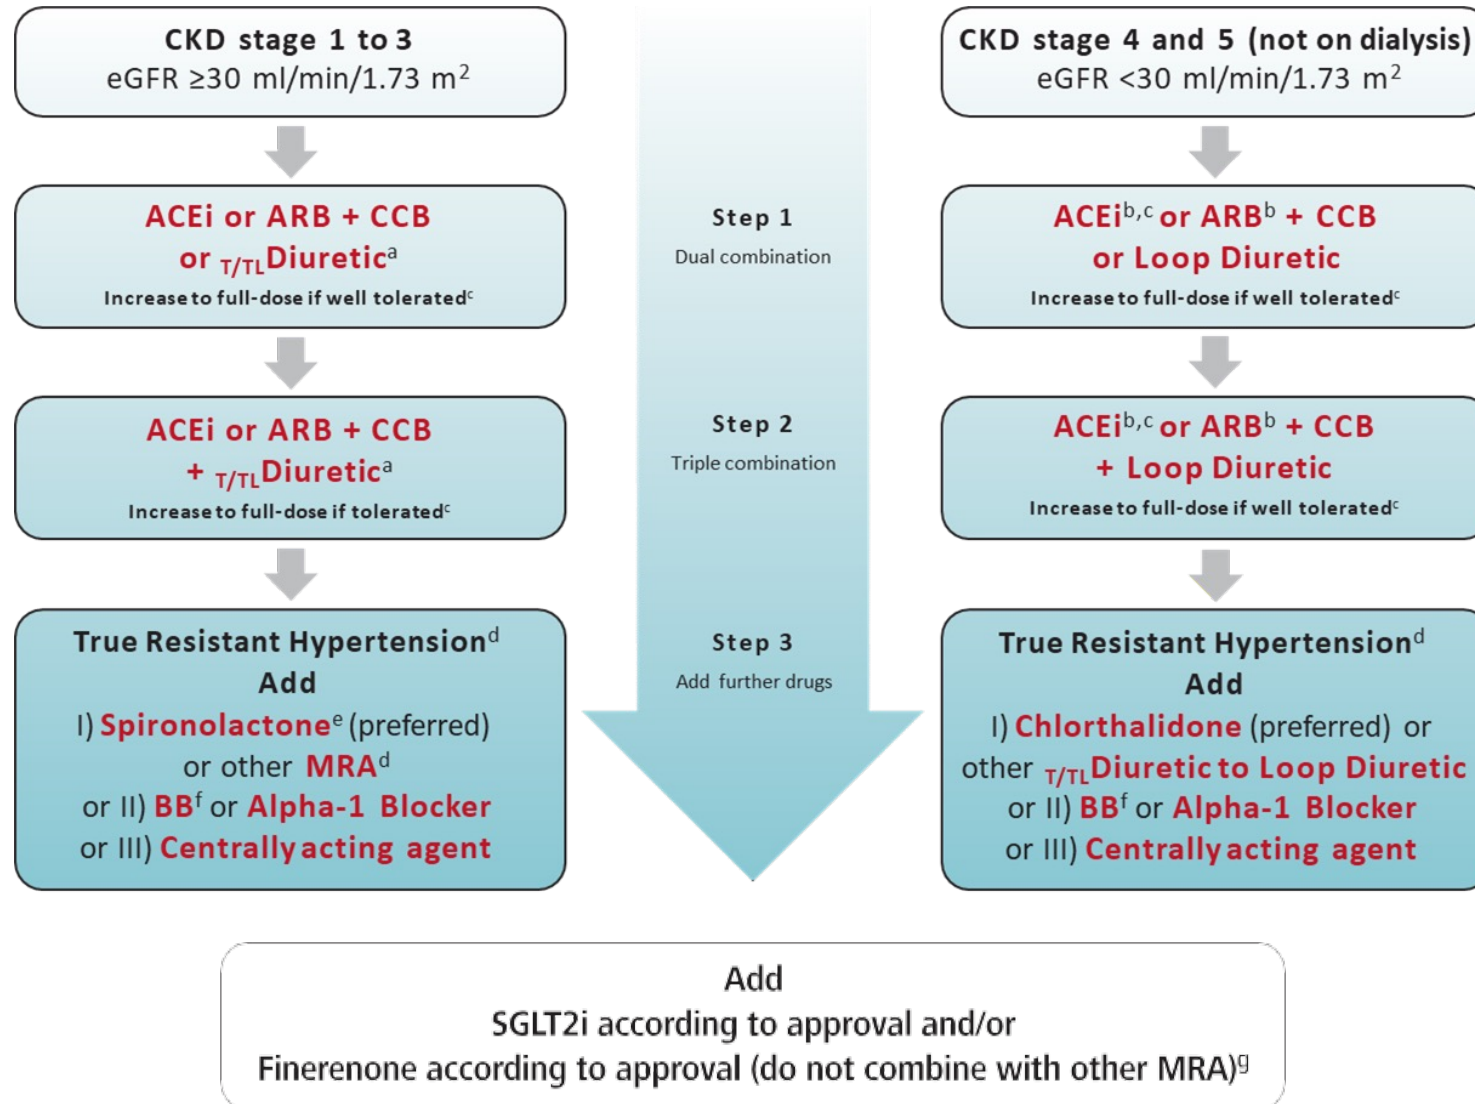 CKD stage 1 to 3
eGFR ≥30 ml/min/1.73 m²
ACEi or ARB + CCB
or T/TLDiureticᵃ
Increase to full-dose if well toleratedᶜ
ACEi or ARB + CCB
+ T/TLDiureticᵃ
Increase to full-dose if toleratedᶜ
True Resistant Hypertensionᵈ
Add
I) Spironolactoneᵉ (preferred)
or other MRAᵈ
or II) BBᶠ or Alpha-1 Blocker
or III) Centrally acting agent
Step 1
Dual combination
Step 2
Triple combination
Step 3
Add further drugs
CKD stage 4 and 5 (not on dialysis)
eGFR <30 ml/min/1.73 m²
ACEiᵇ,ᶜ or ARBᵇ + CCB
or Loop Diuretic
Increase to full-dose if well toleratedᶜ
ACEiᵇ,ᶜ or ARBᵇ + CCB
+ Loop Diuretic
Increase to full-dose if well toleratedᶜ
True Resistant Hypertensionᵈ
Add
I) Chlorthalidone (preferred) or
other T/TLDiuretic to Loop Diuretic
or II) BBᶠ or Alpha-1 Blocker
or III) Centrally acting agent
Add
SGLT2i according to approval and/or
Finerenone according to approval (do not combine with other MRA)ᵍ